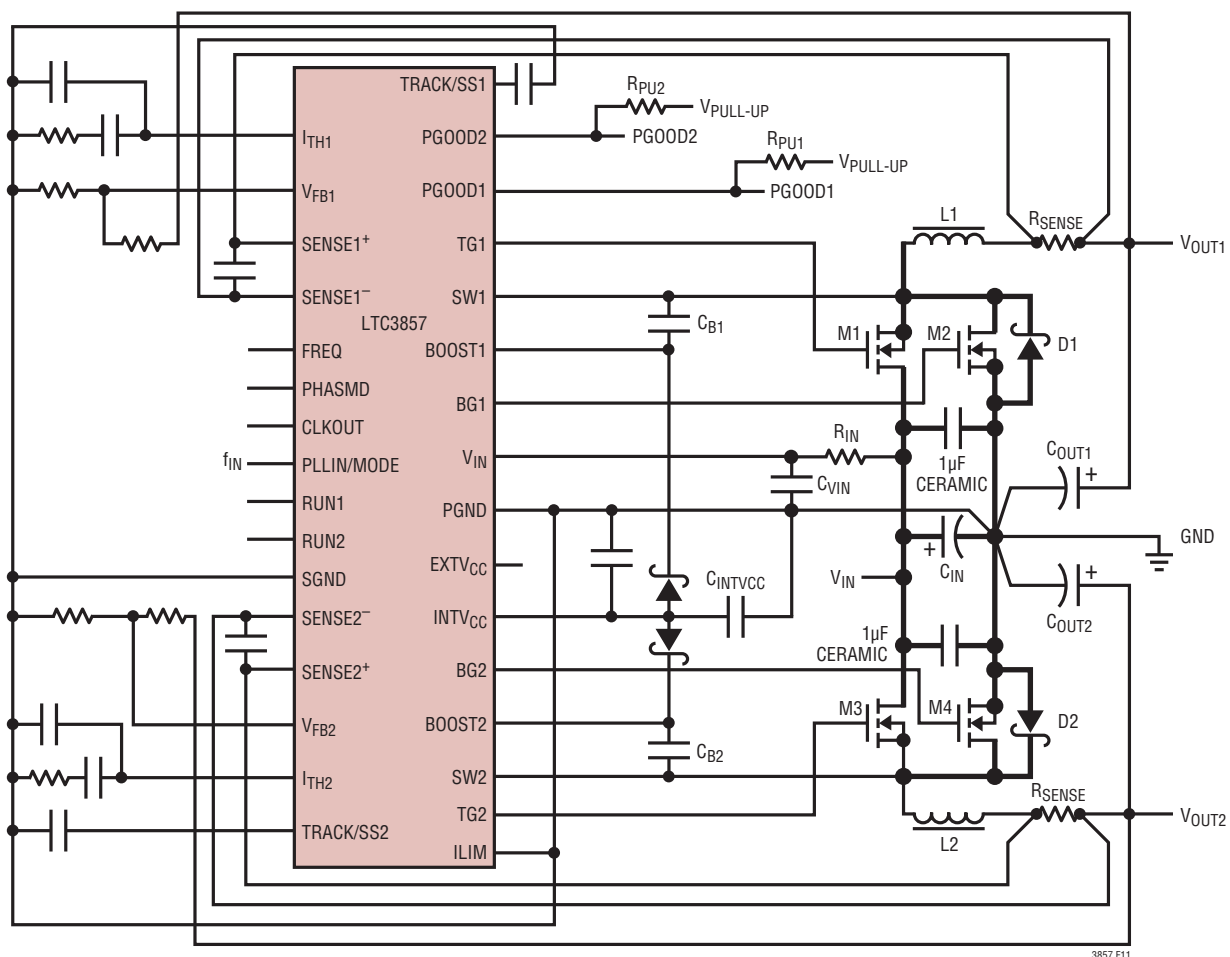 TRACK/SS1
RPU2
VPULL-UP
ITH1
PGOOD2
PGOOD2
RPU1
VPULL-UP
VFB1
PGOOD1
PGOOD1
L1
RSENSE
SENSE1+
TG1
VOUT1
SENSE1–
SW1
LTC3857
CB1
M1
M2
D1
FREQ
BOOST1
PHASMD
BG1
CLKOUT
RIN
fIN
PLLIN/MODE
VIN
1µF
CERAMIC
COUT1
+
CVIN
RUN1
PGND
RUN2
GND
EXTVCC
+
CIN
SGND
CINTVCC
VIN
+
COUT2
SENSE2–
INTVCC
1µF
CERAMIC
SENSE2+
BG2
M3
M4
D2
VFB2
BOOST2
CB2
ITH2
SW2
RSENSE
TG2
VOUT2
TRACK/SS2
L2
ILIM
3857 F11